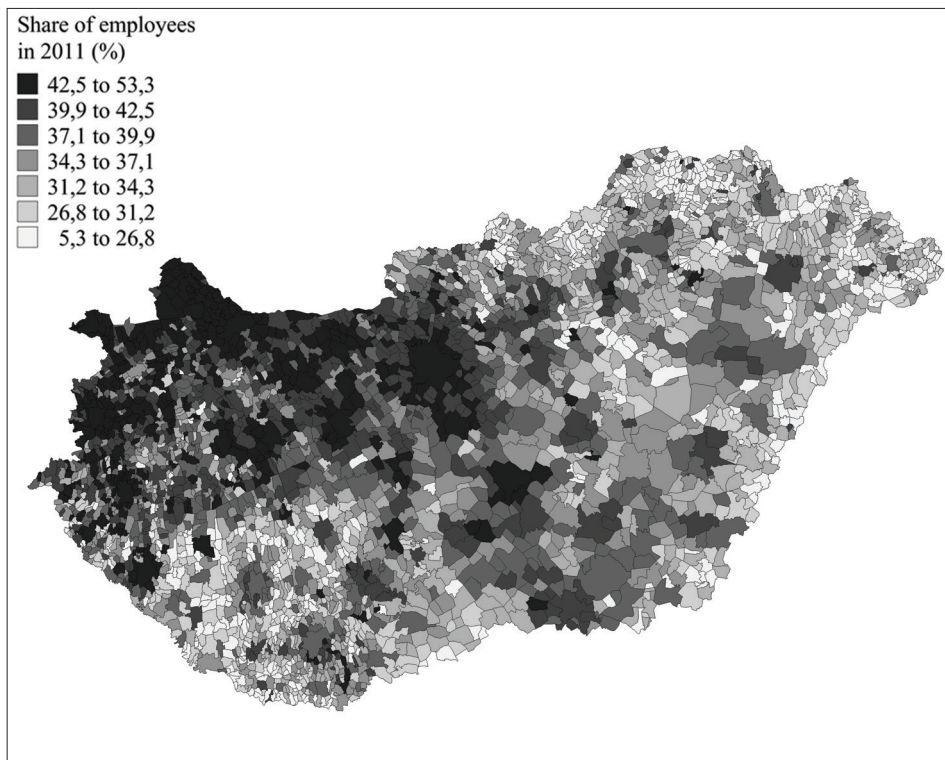 Share of employees
in 2011 (%)
42,5 to 53,3
39,9 to 42,5
37,1 to 39,9
34,3 to 37,1
31,2 to 34,3
26,8 to 31,2
5,3 to 26,8